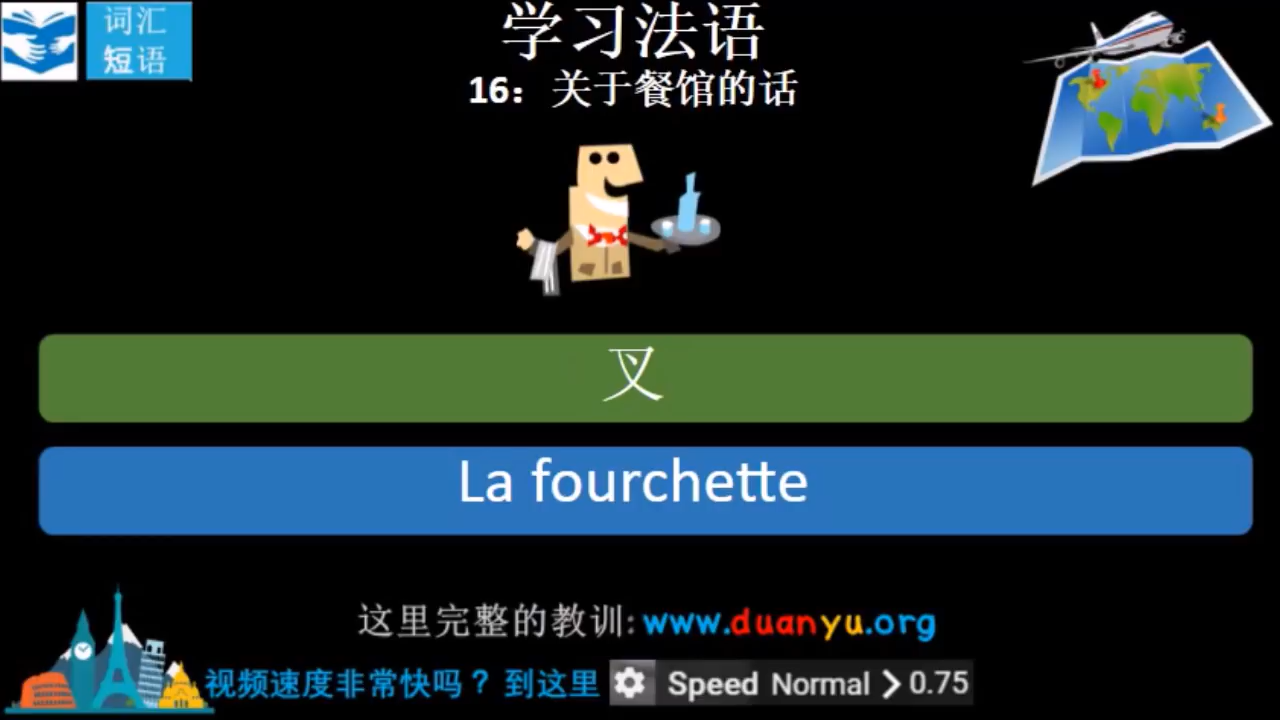 词汇
短语
学习法语
16：关于餐馆的话
叉
La fourchette
这里完整的教训: www.duanyu.org
视频速度非常快吗？到这里 Speed Normal > 0.75